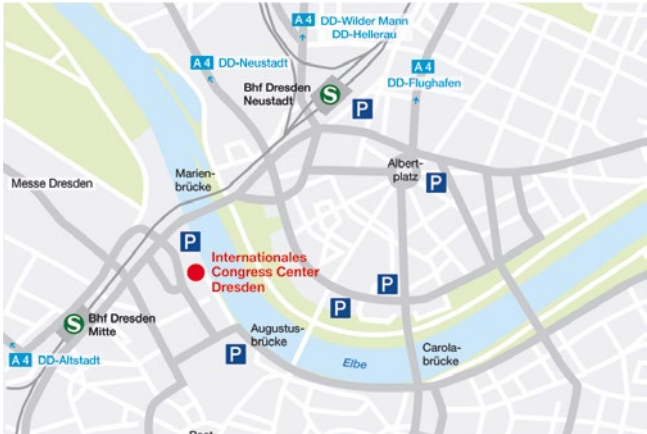 A 4 DD-Wilder Mann
DD-Hellerau
A 4 DD-Neustadt
A 4
DD-Flughafen
Bhf Dresden
Neustadt
S
P
Marien-
brücke
Albert-
platz
P
Messe Dresden
P
Internationales
Congress Center
Dresden
P
P
S
Bhf Dresden
Mitte
Augustus-
brücke
Carola-
brücke
A 4 DD-Altstadt
P
Elbe